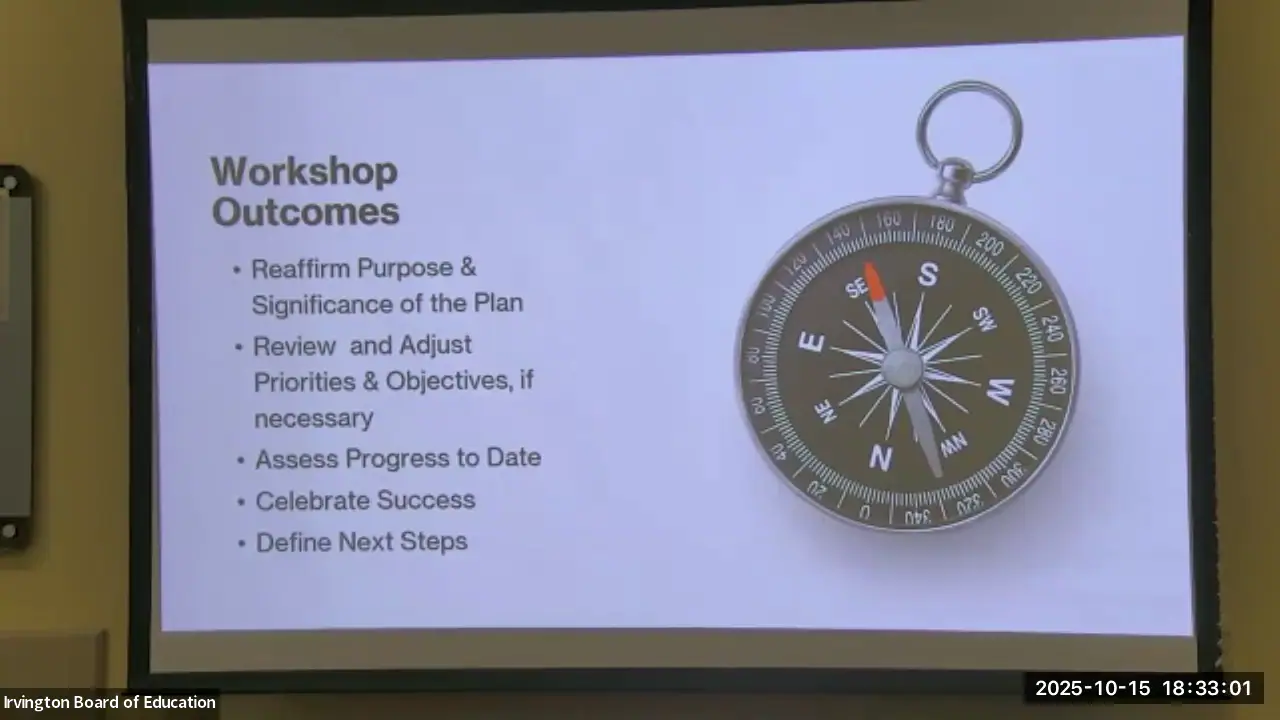 Workshop
Outcomes
• Reaffirm Purpose &
Significance of the Plan
• Review and Adjust
Priorities & Objectives, if
necessary
• Assess Progress to Date
• Celebrate Success
• Define Next Steps
0 20 40 60 80 100 120 140 160 180 200 220 240 260 280 300 320 340
S
SE
SW
E
W
NE
NW
N
Irvington Board of Education
2025-10-15 18:33:01